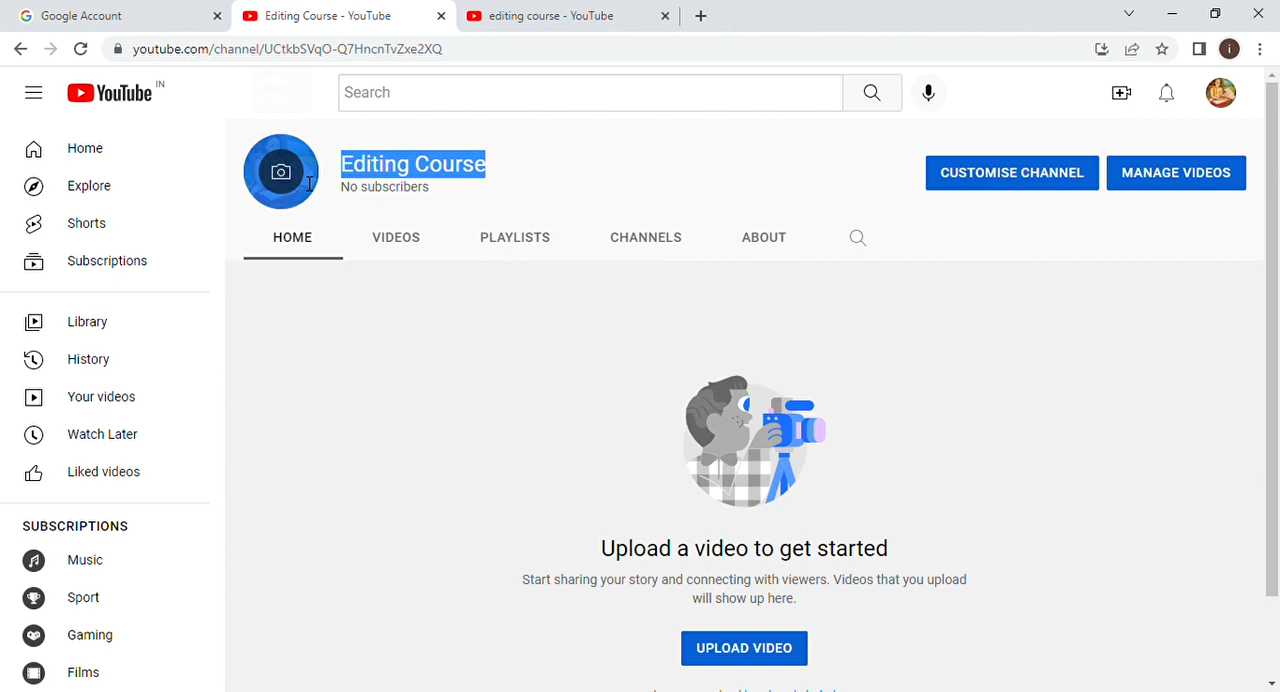 Google Account
Editing Course - YouTube
editing course - YouTube
youtube.com/channel/UCtkbSVqO-Q7HncnTvZxe2XQ
i
YouTube IN
Search
Home
Explore
Shorts
Subscriptions
Library
History
Your videos
Watch Later
Liked videos
SUBSCRIPTIONS
Music
Sport
Gaming
Films
Editing Course
No subscribers
CUSTOMISE CHANNEL
MANAGE VIDEOS
HOME
VIDEOS
PLAYLISTS
CHANNELS
ABOUT
Upload a video to get started
Start sharing your story and connecting with viewers. Videos that you upload
will show up here.
UPLOAD VIDEO